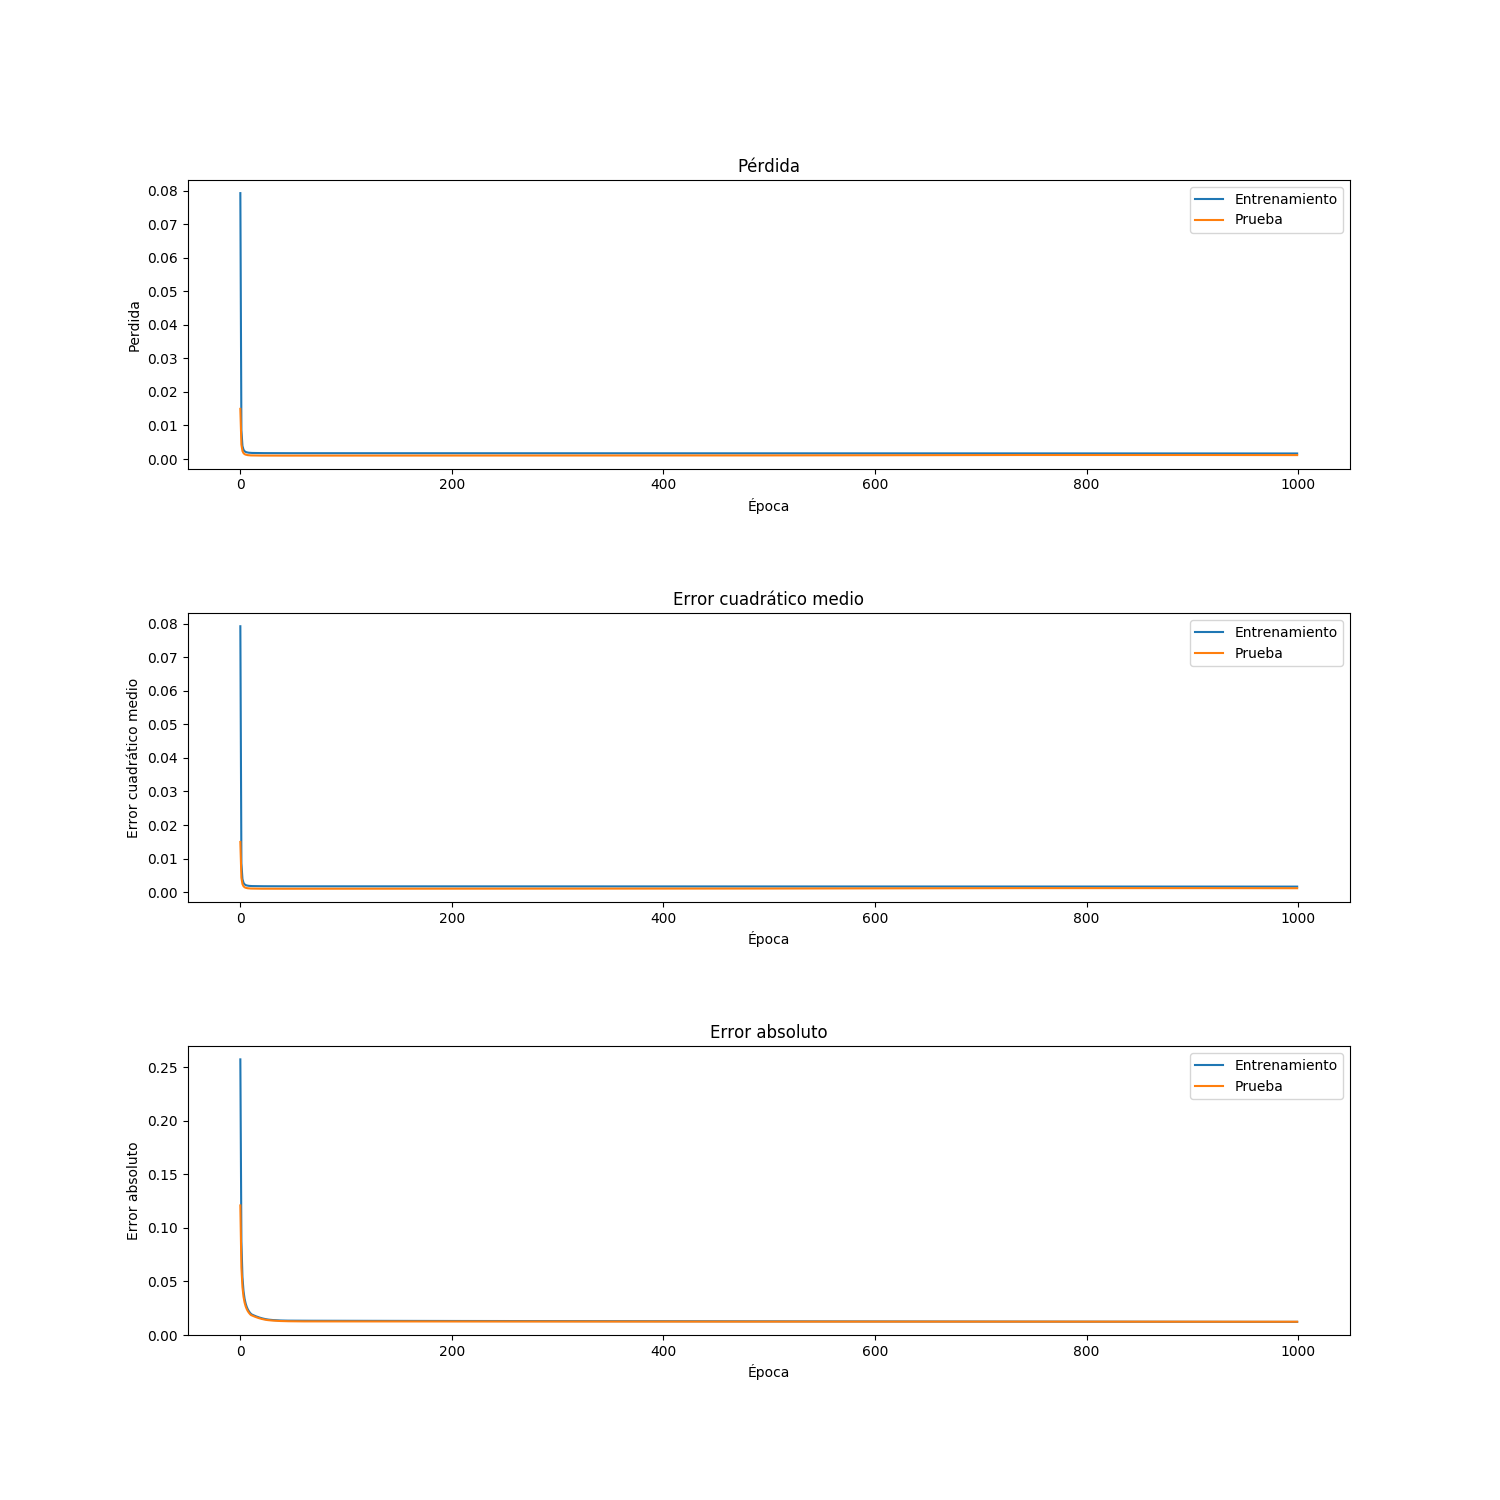 Pérdida
0.08
0.07
0.06
0.05
0.04
0.03
0.02
0.01
0.00
Perdida
Entrenamiento
Prueba
0 200 400 600 800 1000
Época
Error cuadrático medio
0.08
0.07
0.06
0.05
0.04
0.03
0.02
0.01
0.00
Error cuadrático medio
Entrenamiento
Prueba
0 200 400 600 800 1000
Época
Error absoluto
0.25
0.20
0.15
0.10
0.05
0.00
Error absoluto
Entrenamiento
Prueba
0 200 400 600 800 1000
Época